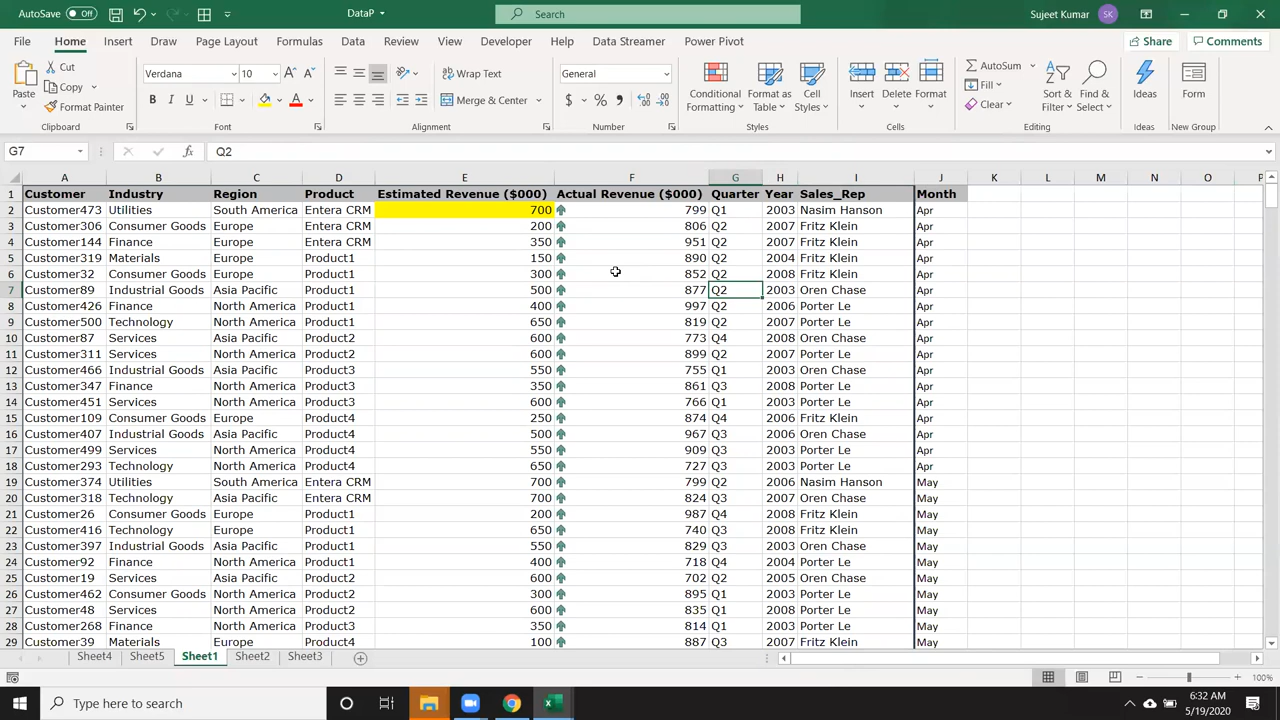 AutoSave Off DataP Search Sujeet Kumar SK
File Home Insert Draw Page Layout Formulas Data Review View Developer Help Data Streamer Power Pivot Share Comments
Paste Cut Copy Format Painter Verdana 10 Wrap Text Merge & Center General Conditional Formatting Format as Table Cell Styles Insert Delete Format AutoSum Fill Clear Sort & Filter Find & Select Ideas Form
Clipboard Font Alignment Number Styles Cells Editing Ideas New Group
G7 Q2
A B C D E F G H I J K L M N O P
1 Customer Industry Region Product Estimated Revenue ($000) Actual Revenue ($000) Quarter Year Sales_Rep Month
2 Customer473 Utilities South America Entera CRM 700 799 Q1 2003 Nasim Hanson Apr
3 Customer306 Consumer Goods Europe Entera CRM 200 806 Q2 2007 Fritz Klein Apr
4 Customer144 Finance Europe Entera CRM 350 951 Q2 2007 Fritz Klein Apr
5 Customer319 Materials Europe Product1 150 890 Q2 2004 Fritz Klein Apr
6 Customer32 Consumer Goods Europe Product1 300 852 Q2 2008 Fritz Klein Apr
7 Customer89 Industrial Goods Asia Pacific Product1 500 877 Q2 2003 Oren Chase Apr
8 Customer426 Finance North America Product1 400 997 Q2 2006 Porter Le Apr
9 Customer500 Technology North America Product1 650 819 Q2 2007 Porter Le Apr
10 Customer87 Services Asia Pacific Product2 600 773 Q4 2008 Oren Chase Apr
11 Customer311 Services North America Product2 600 899 Q2 2007 Porter Le Apr
12 Customer466 Industrial Goods Asia Pacific Product3 550 755 Q1 2003 Oren Chase Apr
13 Customer347 Finance North America Product3 350 861 Q3 2008 Porter Le Apr
14 Customer451 Services North America Product3 600 766 Q1 2003 Porter Le Apr
15 Customer109 Consumer Goods Europe Product4 250 874 Q4 2006 Fritz Klein Apr
16 Customer407 Industrial Goods Asia Pacific Product4 500 967 Q3 2006 Oren Chase Apr
17 Customer499 Services North America Product4 550 909 Q3 2003 Porter Le Apr
18 Customer293 Technology North America Product4 650 727 Q3 2003 Porter Le Apr
19 Customer374 Utilities South America Entera CRM 700 799 Q2 2006 Nasim Hanson May
20 Customer318 Technology Asia Pacific Entera CRM 700 824 Q3 2007 Oren Chase May
21 Customer26 Consumer Goods Europe Product1 200 987 Q4 2008 Fritz Klein May
22 Customer416 Technology Europe Product1 650 740 Q3 2008 Fritz Klein May
23 Customer397 Industrial Goods Asia Pacific Product1 550 829 Q3 2003 Oren Chase May
24 Customer92 Finance North America Product1 400 718 Q4 2004 Porter Le May
25 Customer19 Services Asia Pacific Product2 600 702 Q2 2005 Oren Chase May
26 Customer462 Consumer Goods North America Product2 300 895 Q1 2003 Porter Le May
27 Customer48 Services North America Product2 600 835 Q1 2008 Porter Le May
28 Customer268 Finance North America Product3 350 814 Q1 2003 Porter Le May
29 Customer39 Materials Europe Product4 100 887 Q3 2007 Fritz Klein May
Sheet4 Sheet5 Sheet1 Sheet2 Sheet3
100%
Type here to search 6:32 AM
5/19/2020